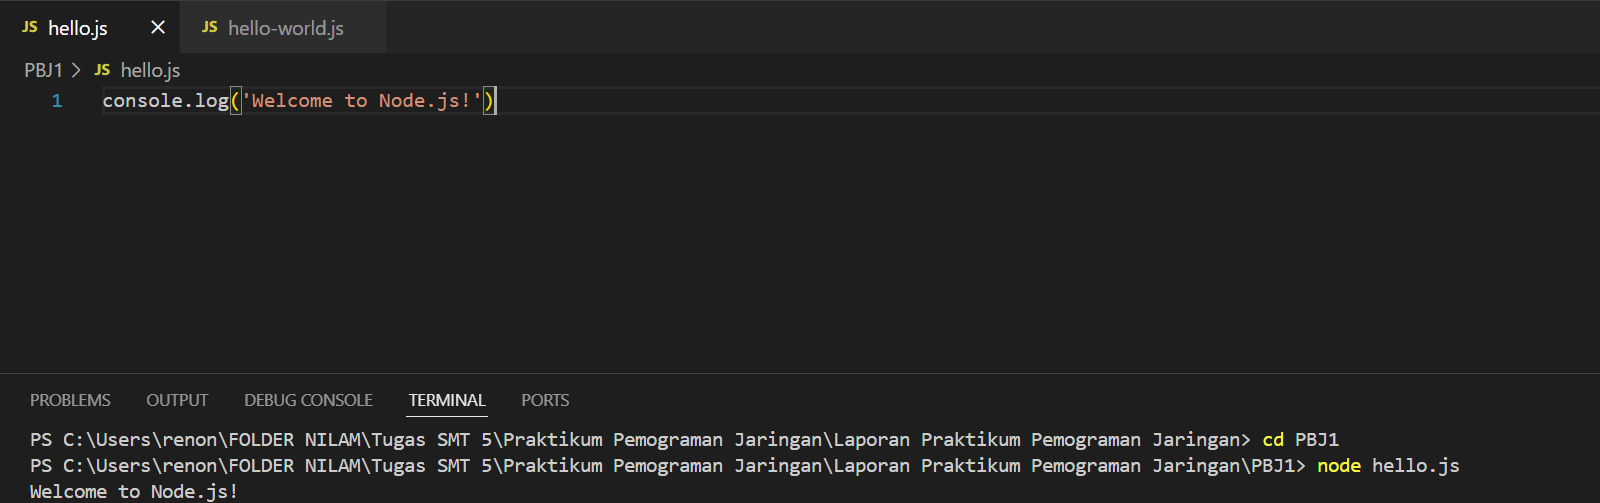 JS hello.js × JS hello-world.js
PBJ1 > JS hello.js
1 console.log('Welcome to Node.js!')
PROBLEMS OUTPUT DEBUG CONSOLE TERMINAL PORTS
PS C:\Users\renon\FOLDER NILAM\Tugas SMT 5\Praktikum Pemograman Jaringan\Laporan Praktikum Pemograman Jaringan> cd PBJ1
PS C:\Users\renon\FOLDER NILAM\Tugas SMT 5\Praktikum Pemograman Jaringan\Laporan Praktikum Pemograman Jaringan\PBJ1> node hello.js
Welcome to Node.js!